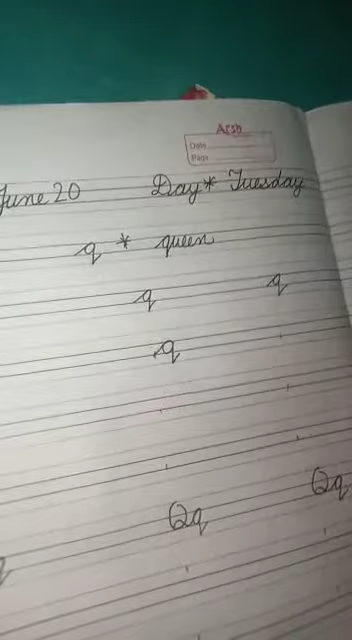 Arsh
Date
Page
June 20 Day* Tuesday
q * queen
q q
q
Qq
Qq
q